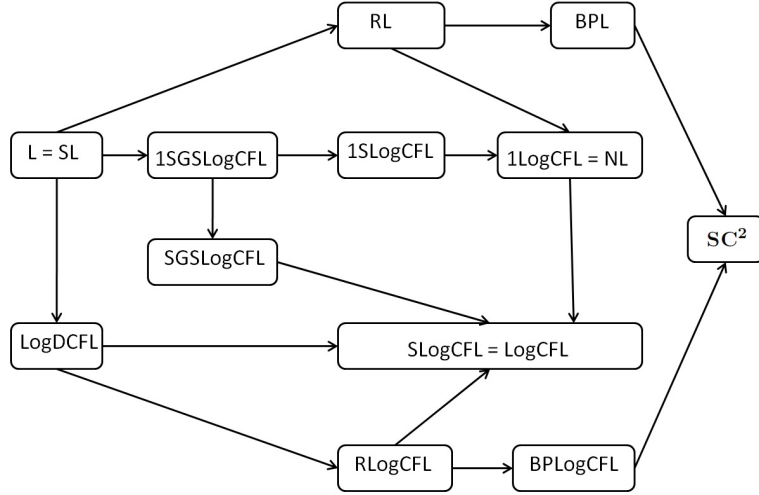 RL
BPL
L = SL
1SGSLogCFL
1SLogCFL
1LogCFL = NL
SC²
SGSLogCFL
LogDCFL
SLogCFL = LogCFL
RLogCFL
BPLogCFL